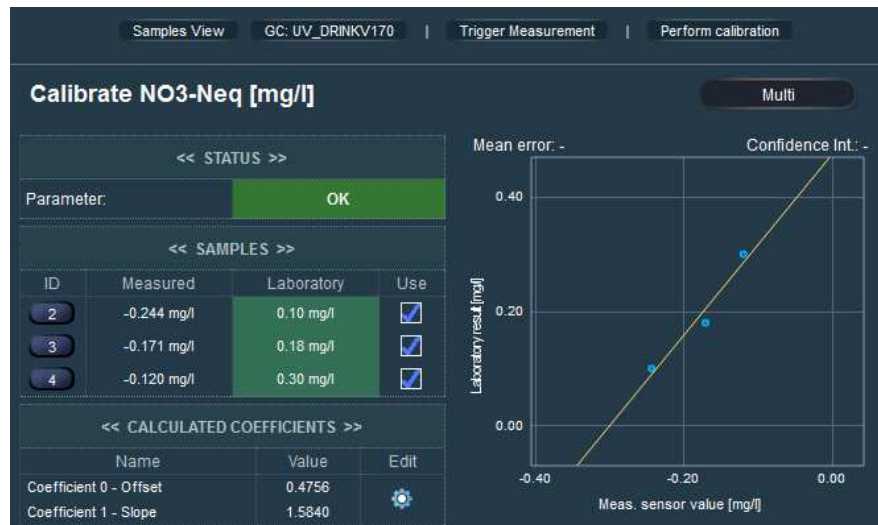 Samples View GC: UV_DRINKV170 | Trigger Measurement | Perform calibration
Calibrate NO3-Neq [mg/l]
Multi
<< STATUS >>
Parameter: OK
<< SAMPLES >>
ID Measured Laboratory Use
2 -0.244 mg/l 0.10 mg/l
3 -0.171 mg/l 0.18 mg/l
4 -0.120 mg/l 0.30 mg/l
<< CALCULATED COEFFICIENTS >>
Name Value Edit
Coefficient 0 - Offset 0.4756
Coefficient 1 - Slope 1.5840
Mean error: - Confidence Int.: -
0.40
0.20
0.00
Laboratory result [mg/l]
-0.40 -0.20 0.00
Meas. sensor value [mg/l]